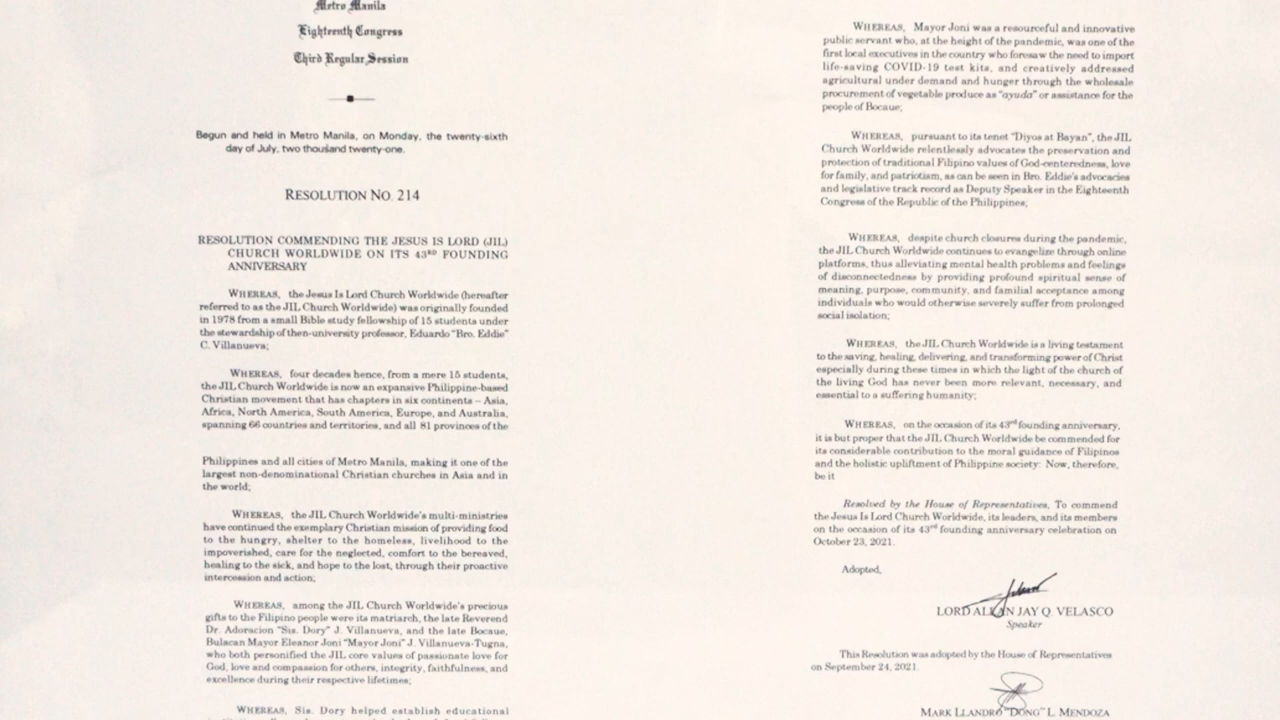 Metro Manila
Eighteenth Congress
Third Regular Session
Begun and held in Metro Manila, on Monday, the twenty-sixth
day of July, two thousand twenty-one.
RESOLUTION NO. 214
RESOLUTION COMMENDING THE JESUS IS LORD (JIL)
CHURCH WORLDWIDE ON ITS 43RD FOUNDING
ANNIVERSARY
WHEREAS, the Jesus Is Lord Church Worldwide (hereafter
referred to as the JIL Church Worldwide) was originally founded
in 1978 from a small Bible study fellowship of 15 students under
the stewardship of then-university professor, Eduardo "Bro. Eddie"
C. Villanueva;
WHEREAS, four decades hence, from a mere 15 students,
the JIL Church Worldwide is now an expansive Philippine-based
Christian movement that has chapters in six continents – Asia,
Africa, North America, South America, Europe, and Australia,
spanning 66 countries and territories, and all 81 provinces of the
Philippines and all cities of Metro Manila, making it one of the
largest non-denominational Christian churches in Asia and in
the world;
WHEREAS, the JIL Church Worldwide's multi-ministries
have continued the exemplary Christian mission of providing food
to the hungry, shelter to the homeless, livelihood to the
impoverished, care for the neglected, comfort to the bereaved,
healing to the sick, and hope to the lost, through their proactive
intercession and action;
WHEREAS, among the JIL Church Worldwide's precious
gifts to the Filipino people were its matriarch, the late Reverend
Dr. Adoracion "Sis. Dory" J. Villanueva, and the late Bocaue,
Bulacan Mayor Eleanor Joni "Mayor Joni" J. Villanueva-Tugna,
who both personified the JIL core values of passionate love for
God, love and compassion for others, integrity, faithfulness, and
excellence during their respective lifetimes;
WHEREAS, Sis. Dory helped establish educational
WHEREAS, Mayor Joni was a resourceful and innovative
public servant who, at the height of the pandemic, was one of the
first local executives in the country who foresaw the need to import
life-saving COVID-19 test kits, and creatively addressed
agricultural under demand and hunger through the wholesale
procurement of vegetable produce as "ayuda" or assistance for the
people of Bocaue;
WHEREAS, pursuant to its tenet "Diyos at Bayan", the JIL
Church Worldwide relentlessly advocates the preservation and
protection of traditional Filipino values of God-centeredness, love
for family, and patriotism, as can be seen in Bro. Eddie's advocacies
and legislative track record as Deputy Speaker in the Eighteenth
Congress of the Republic of the Philippines;
WHEREAS, despite church closures during the pandemic,
the JIL Church Worldwide continues to evangelize through online
platforms, thus alleviating mental health problems and feelings
of disconnectedness by providing profound spiritual sense of
meaning, purpose, community, and familial acceptance among
individuals who would otherwise severely suffer from prolonged
social isolation;
WHEREAS, the JIL Church Worldwide is a living testament
to the saving, healing, delivering, and transforming power of Christ
especially during these times in which the light of the church of
the living God has never been more relevant, necessary, and
essential to a suffering humanity;
WHEREAS, on the occasion of its 43rd founding anniversary,
it is but proper that the JIL Church Worldwide be commended for
its considerable contribution to the moral guidance of Filipinos
and the holistic upliftment of Philippine society: Now, therefore,
be it
Resolved by the House of Representatives, To commend
the Jesus Is Lord Church Worldwide, its leaders, and its members
on the occasion of its 43rd founding anniversary celebration on
October 23, 2021.
Adopted,
LORD ALLAN JAY Q. VELASCO
Speaker
This Resolution was adopted by the House of Representatives
on September 24, 2021.
MARK LLANDRO "DONG" L. MENDOZA